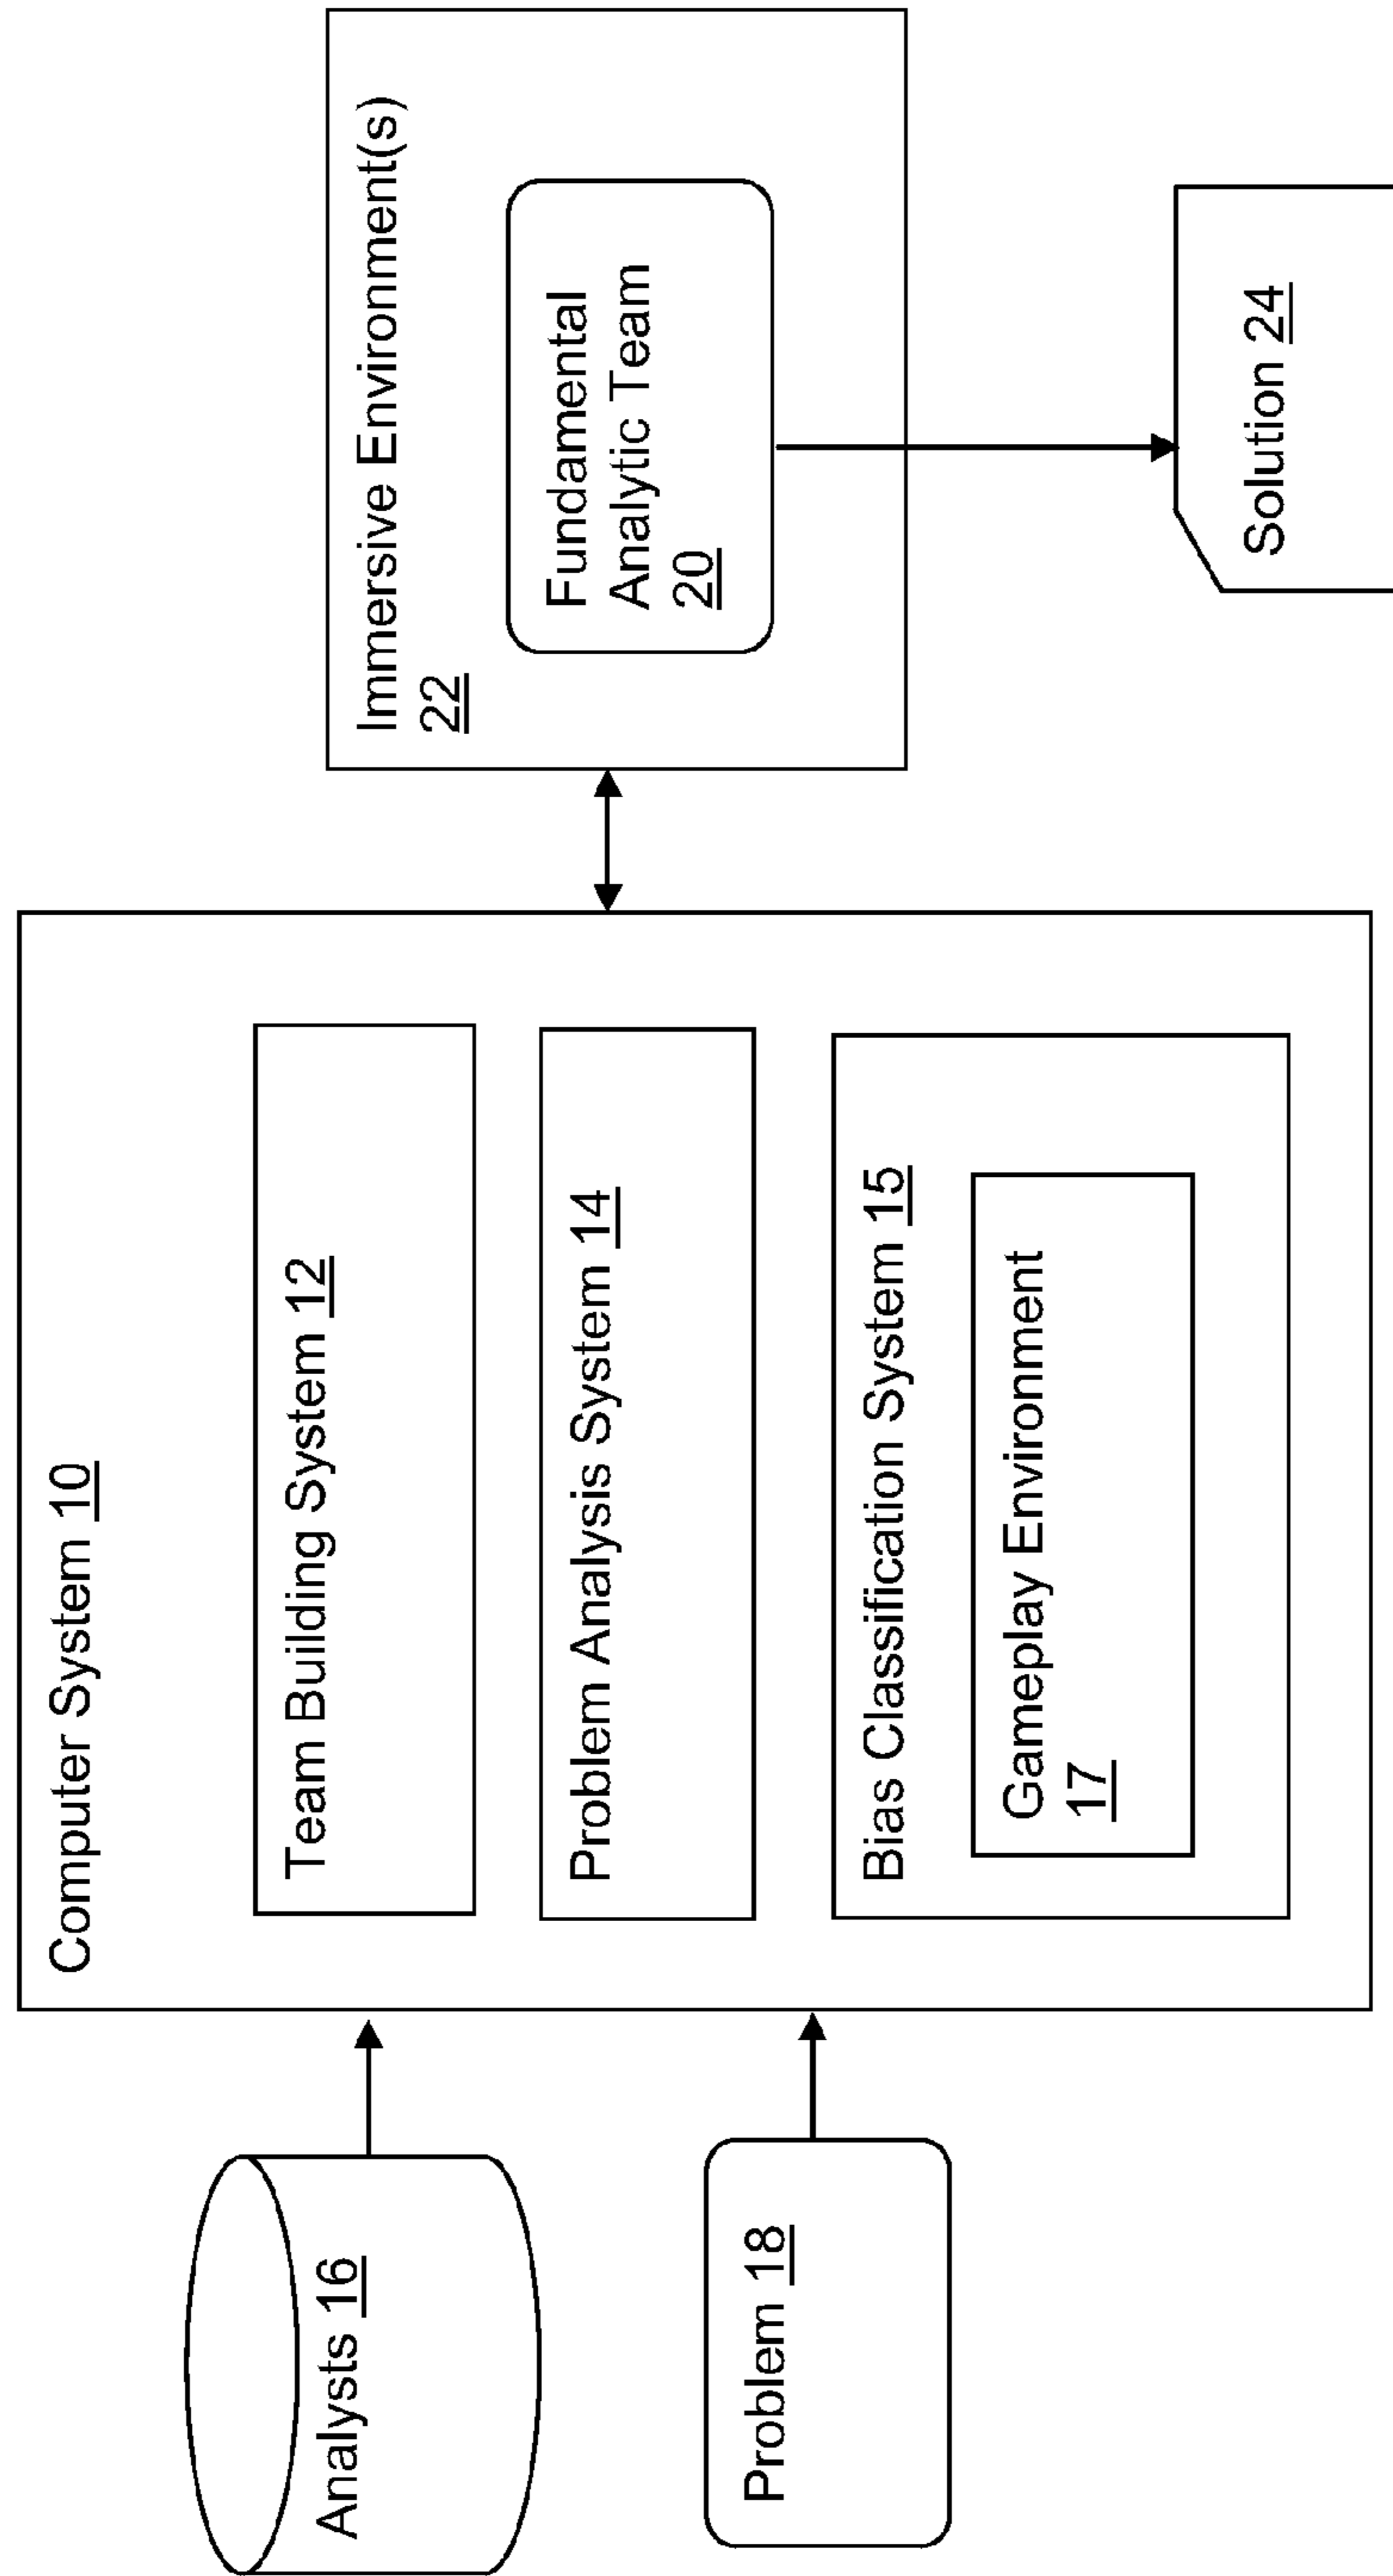 Analysts 16
Problem 18
Computer System 10
Team Building System 12
Problem Analysis System 14
Bias Classification System 15
Gameplay Environment
17
Immersive Environment(s)
22
Fundamental
Analytic Team
20
Solution 24